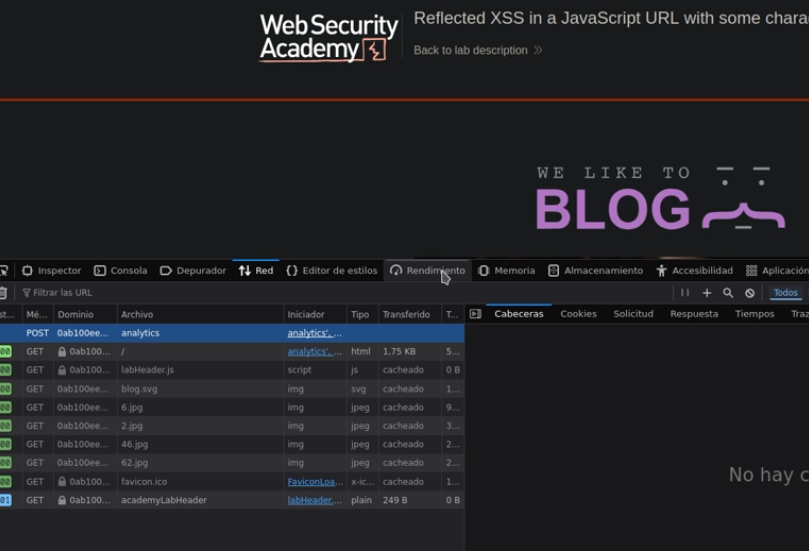 Web Security
Academy
Reflected XSS in a JavaScript URL with some chara
Back to lab description
WE LIKE TO
BLOG
Inspector Consola Depurador Red Editor de estilos Rendimiento Memoria Almacenamiento Accesibilidad Aplicación
Filtrar las URL Todos
st... Mé... Dominio Archivo Iniciador Tipo Transferido T... Cabeceras Cookies Solicitud Respuesta Tiempos Traz
POST 0ab100ee... analytics analytics',...
00 GET 0ab100... / analytics',... html 1,75 KB 5...
00 GET 0ab100... labHeader.js script js cacheado 0 B
00 GET 0ab100ee... blog.svg img svg cacheado 1...
00 GET 0ab100ee... 6.jpg img jpeg cacheado 9...
00 GET 0ab100ee... 2.jpg img jpeg cacheado 3...
00 GET 0ab100ee... 46.jpg img jpeg cacheado 2...
00 GET 0ab100ee... 62.jpg img jpeg cacheado 2...
00 GET 0ab100... favicon.ico FaviconLoa... x-ic... cacheado 1...
01 GET 0ab100... academyLabHeader labHeader... plain 249 B 0 B
No hay c